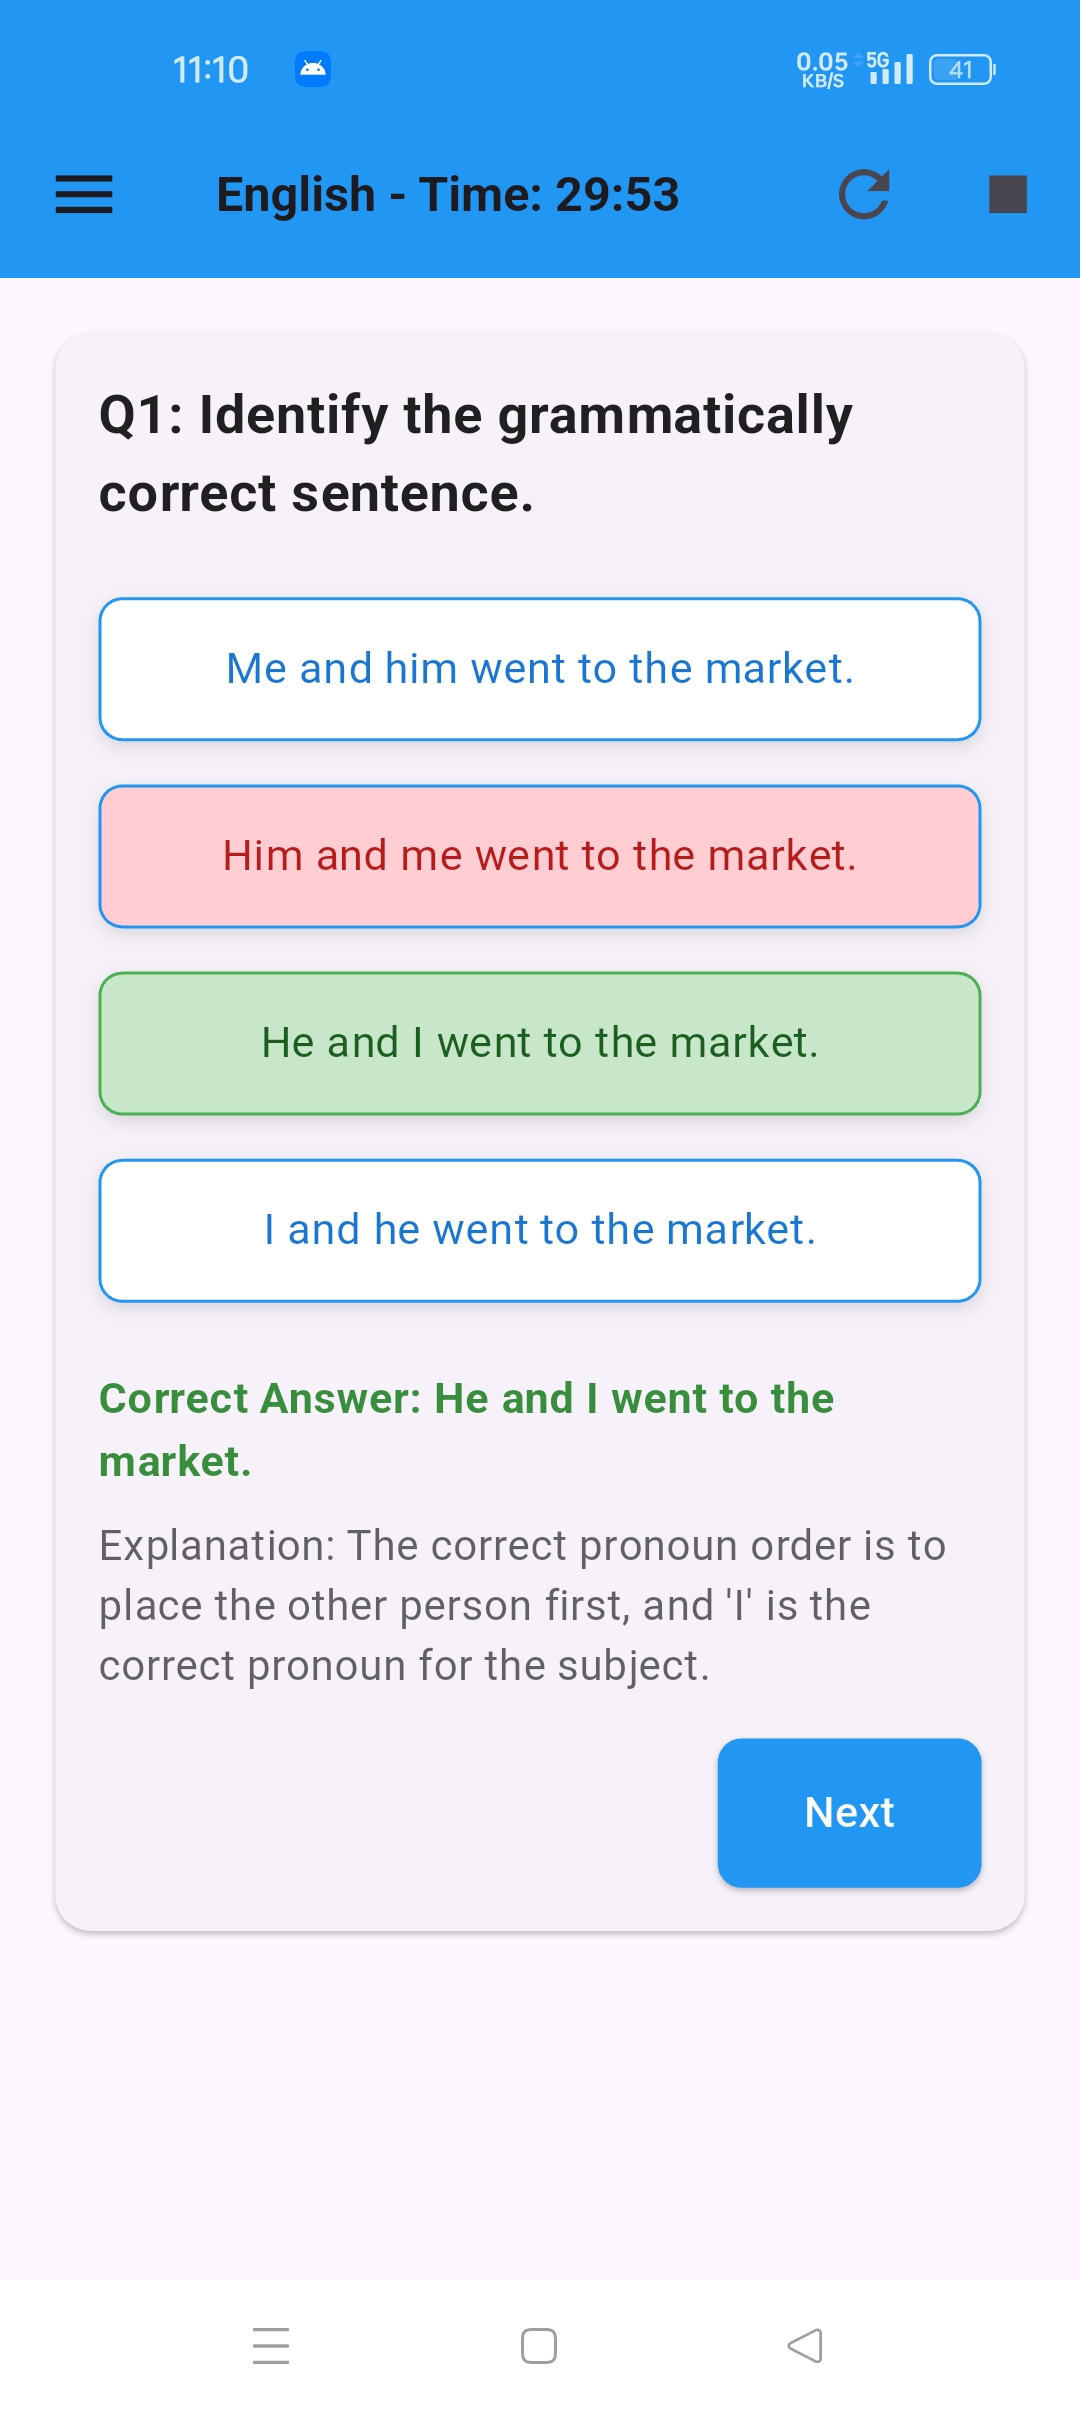 11:10
0.05 KB/S 5G 41
English - Time: 29:53
Q1: Identify the grammatically
correct sentence.
Me and him went to the market.
Him and me went to the market.
He and I went to the market.
I and he went to the market.
Correct Answer: He and I went to the
market.
Explanation: The correct pronoun order is to
place the other person first, and 'I' is the
correct pronoun for the subject.
Next